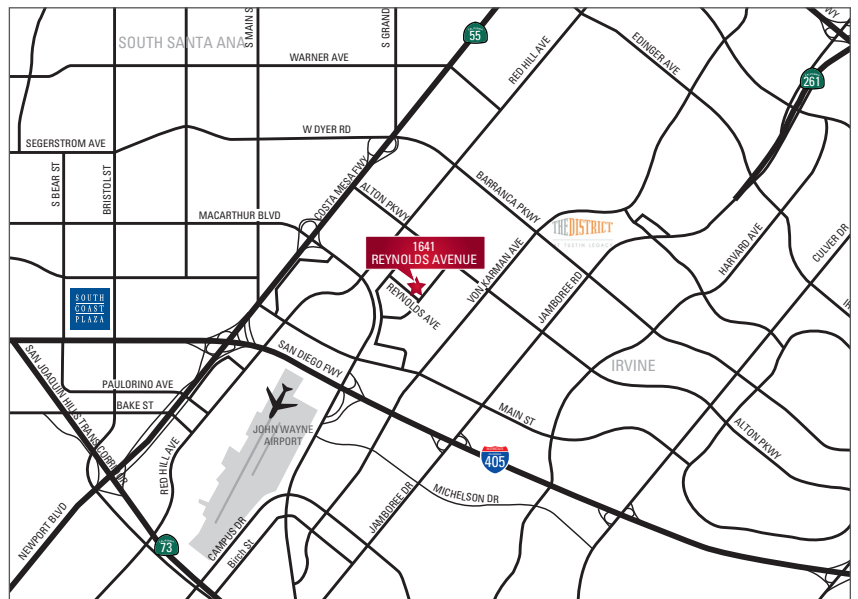 SOUTH SANTA ANA
S MAIN S
S GRAND
55
RED HILL AVE
EDINGER AVE
261
WARNER AVE
W DYER RD
SEGERSTROM AVE
S BEAR ST
BRISTOL ST
COSTA MESA FWY
ALTON PKWY
BARRANCA PKWY
MACARTHUR BLVD
THE DISTRICT
AT TUSTIN LEGACY
HARVARD AVE
CULVER DR
1641
REYNOLDS AVENUE
VON KARMAN AVE
REYNOLDS AVE
JAMBOREE RD
SOUTH
COAST
PLAZA
SAN DIEGO FWY
IRVINE
SAN JOAQUIN HILLS TRANS CORRIDOR
PAULORINO AVE
BAKE ST
MAIN ST
ALTON PKWY
JOHN WAYNE
AIRPORT
RED HILL AVE
405
MICHELSON DR
JAMBOREE DR
NEWPORT BLVD
73
CAMPUS DR
Birch St